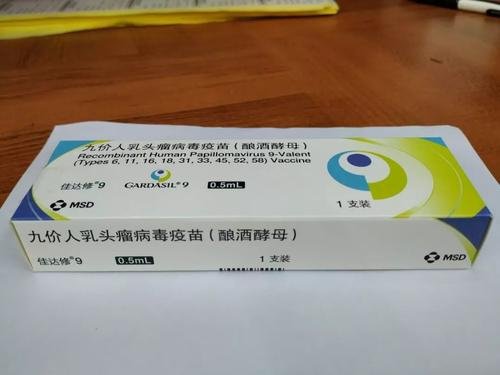 九价人乳头瘤病毒疫苗（酿酒酵母）
Recombinant Human Papillomavirus 9-Valent
(Types 6, 11, 16, 18, 31, 33, 45, 52, 58) Vaccine
佳达修®9 GARDASIL®9 0.5mL
MSD 1支装
九价人乳头瘤病毒疫苗（酿酒酵母）
佳达修®9 0.5mL 1支装 MSD